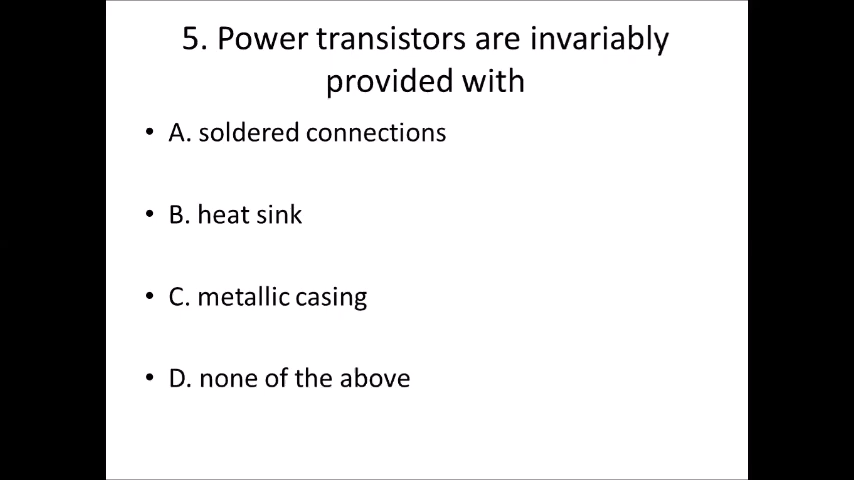 5. Power transistors are invariably
provided with
• A. soldered connections
• B. heat sink
• C. metallic casing
• D. none of the above